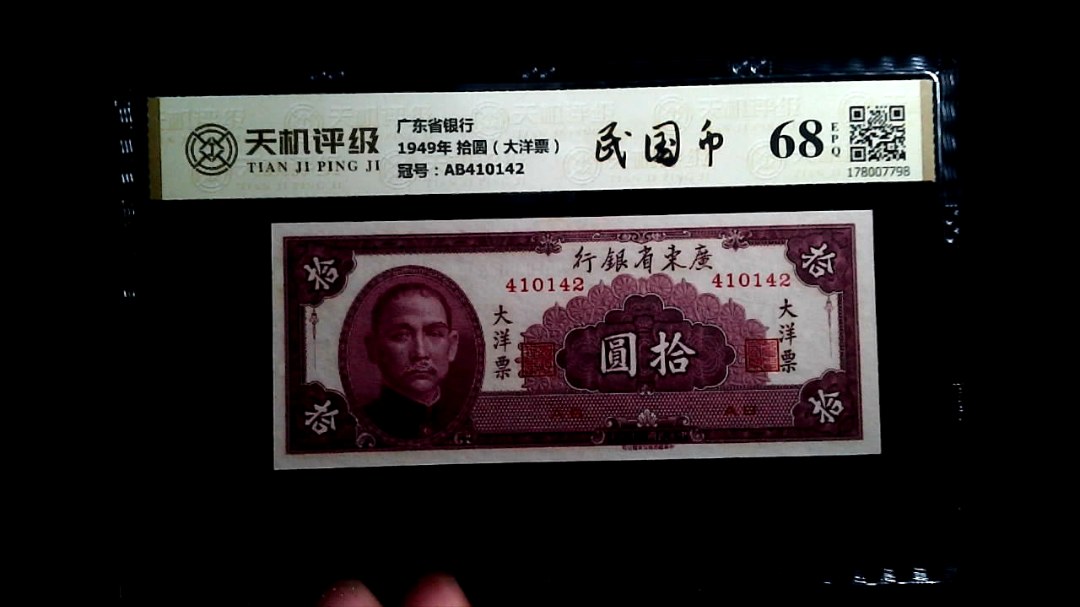 天机评级
TIAN JI PING JI
广东省银行
1949年 拾圆（大洋票）
冠号：AB410142
民国币
68
EPQ
178007798
行銀省東廣
410142
410142
拾
拾
大洋票
大洋票
圓拾
拾
拾